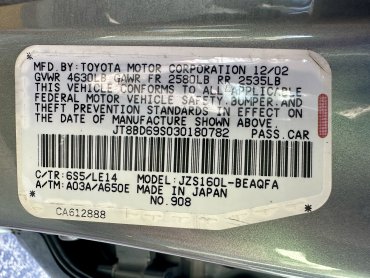 MFD. BY: TOYOTA MOTOR CORPORATION 12/02
GVWR 4630LB GAWR FR 2580LB RR 2535LB
THIS VEHICLE CONFORMS TO ALL APPLICABLE
FEDERAL MOTOR VEHICLE SAFETY, BUMPER, AND
THEFT PREVENTION STANDARDS IN EFFECT ON
THE DATE OF MANUFACTURE SHOWN ABOVE.
JT8BD69S030180782 PASS.CAR
C/TR: 6S5/LE14 MODEL: JZS160L-BEAQFA
A/TM: A03A/A650E MADE IN JAPAN
NO. 908
CA612888